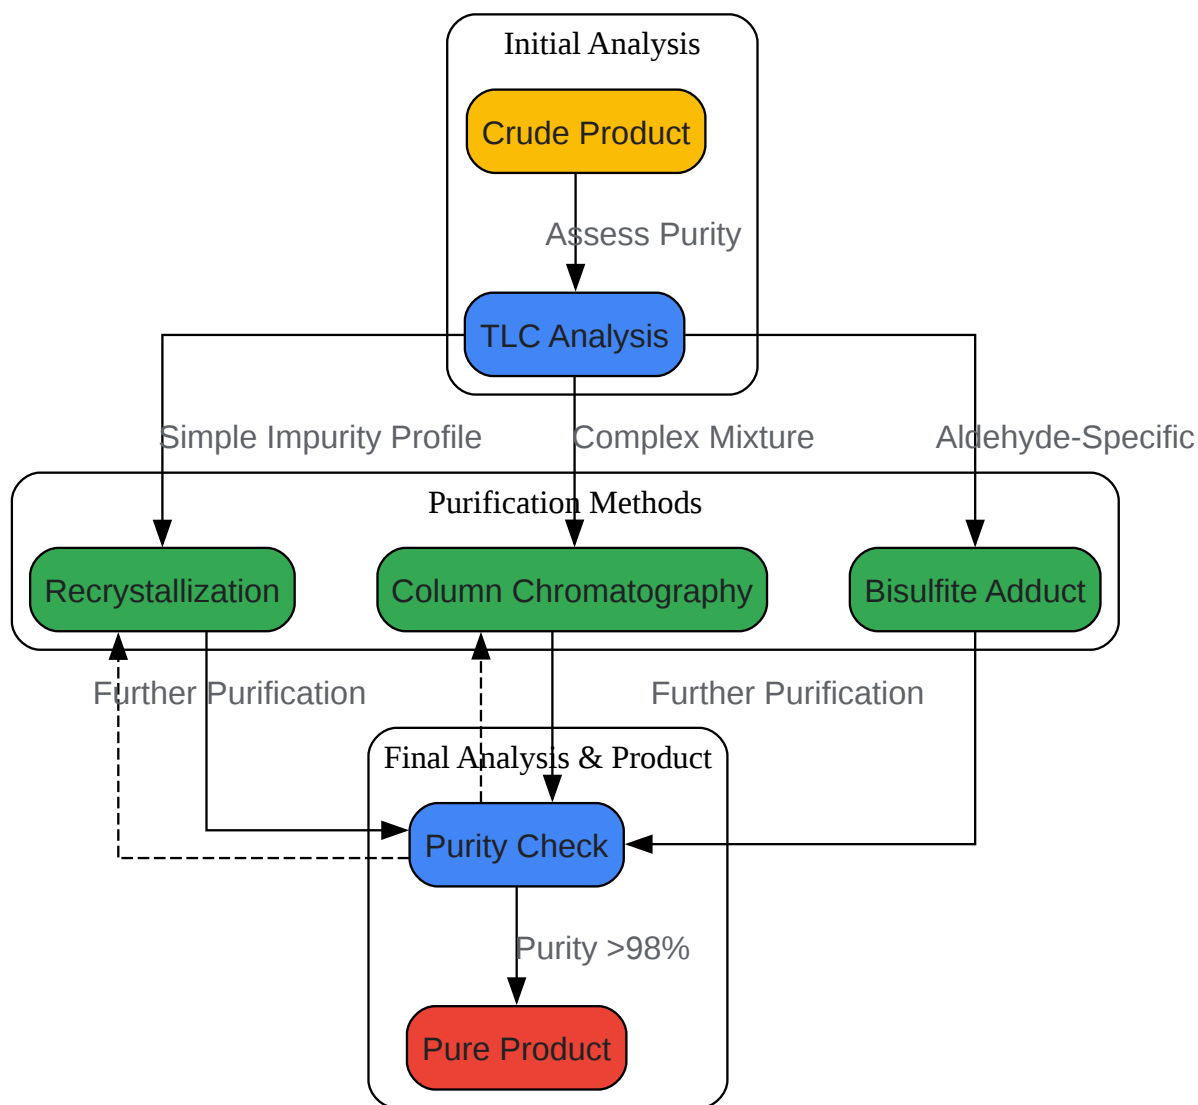 Initial Analysis
Crude Product
Assess Purity
TLC Analysis
Simple Impurity Profile
Complex Mixture
Aldehyde-Specific
Purification Methods
Recrystallization
Column Chromatography
Bisulfite Adduct
Further Purification
Further Purification
Final Analysis & Product
Purity Check
Purity >98%
Pure Product